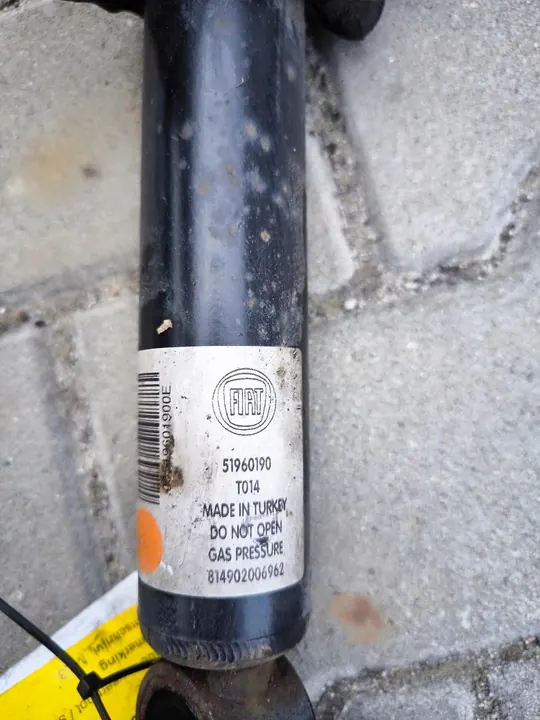 FIAT
51960190
T014
MADE IN TURKEY
DO NOT OPEN
GAS PRESSURE
814902006962